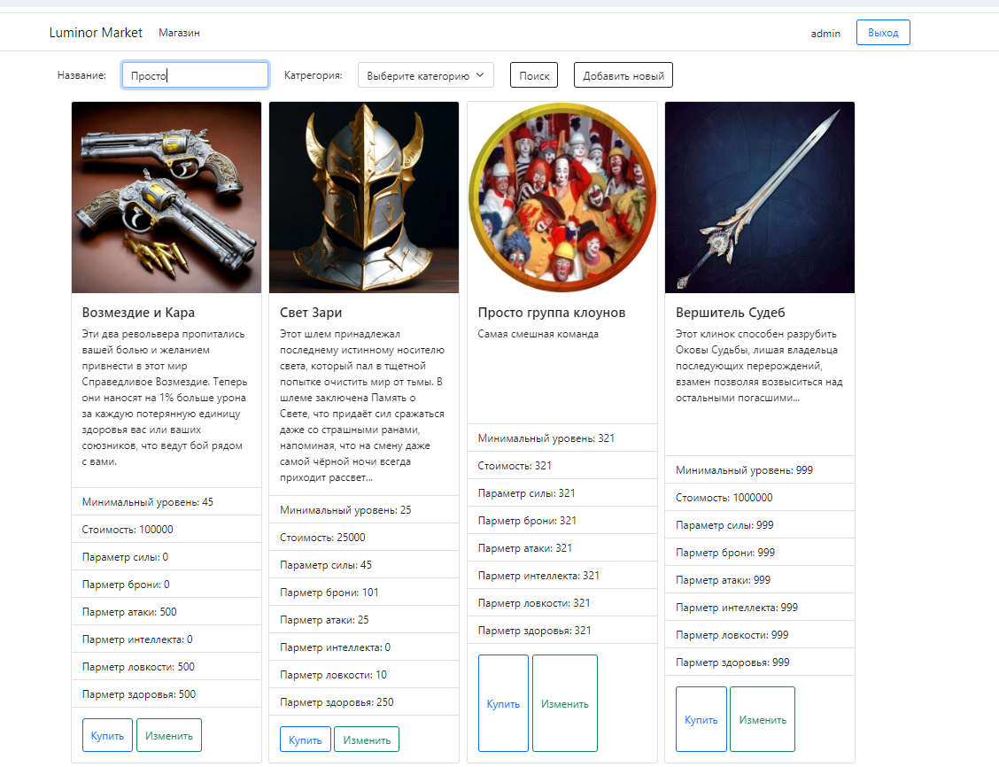 Luminor Market Магазин admin Выход
Название: Просто Катрегория: Выберите категорию Поиск Добавить новый
Возмездие и Кара
Эти два револьвера пропитались
вашей болью и желанием
привнести в этот мир
Справедливое Возмездие. Теперь
они наносят на 1% больше урона
за каждую потерянную единицу
здоровья вас или ваших
союзников, что ведут бой рядом
с вами.
Минимальный уровень: 45
Стоимость: 100000
Параметр силы: 0
Парметр брони: 0
Парметр атаки: 500
Парметр интеллекта: 0
Парметр ловкости: 500
Парметр здоровья: 500
Купить Изменить
Свет Зари
Этот шлем принадлежал
последнему истинному носителю
света, который пал в тщетной
попытке очистить мир от тьмы. В
шлеме заключена Память о
Свете, что придаёт сил сражаться
даже со страшными ранами,
напоминая, что на смену даже
самой чёрной ночи всегда
приходит рассвет...
Минимальный уровень: 25
Стоимость: 25000
Параметр силы: 45
Парметр брони: 101
Парметр атаки: 25
Парметр интеллекта: 0
Парметр ловкости: 10
Парметр здоровья: 250
Купить Изменить
Просто группа клоунов
Самая смешная команда
Минимальный уровень: 321
Стоимость: 321
Параметр силы: 321
Парметр брони: 321
Парметр атаки: 321
Парметр интеллекта: 321
Парметр ловкости: 321
Парметр здоровья: 321
Купить Изменить
Вершитель Судеб
Этот клинок способен разрубить
Оковы Судьбы, лишая владельца
последующих перерождений,
взамен позволяя возвыситься над
остальными погасшими...
Минимальный уровень: 999
Стоимость: 1000000
Параметр силы: 999
Парметр брони: 999
Парметр атаки: 999
Парметр интеллекта: 999
Парметр ловкости: 999
Парметр здоровья: 999
Купить Изменить